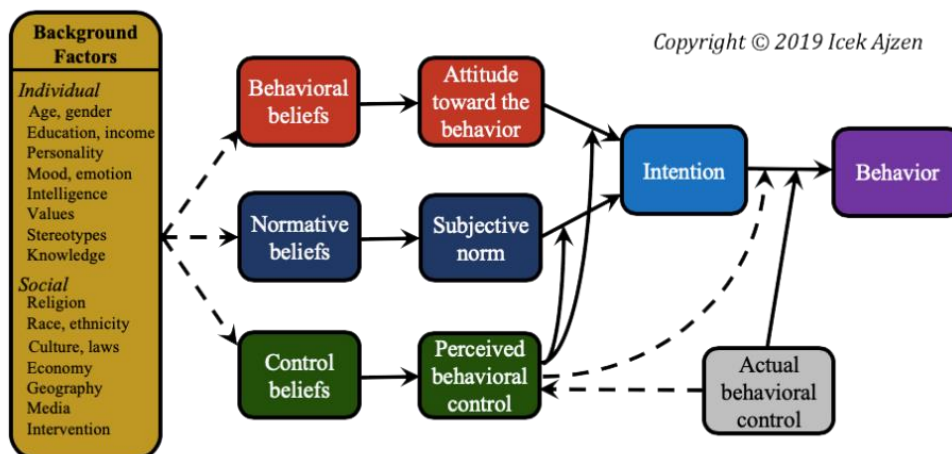 Background
Factors
Individual
Age, gender
Education, income
Personality
Mood, emotion
Intelligence
Values
Stereotypes
Knowledge
Social
Religion
Race, ethnicity
Culture, laws
Economy
Geography
Media
Intervention
Copyright © 2019 Icek Ajzen
Behavioral
beliefs
Attitude
toward the
behavior
Normative
beliefs
Subjective
norm
Control
beliefs
Perceived
behavioral
control
Intention
Behavior
Actual
behavioral
control